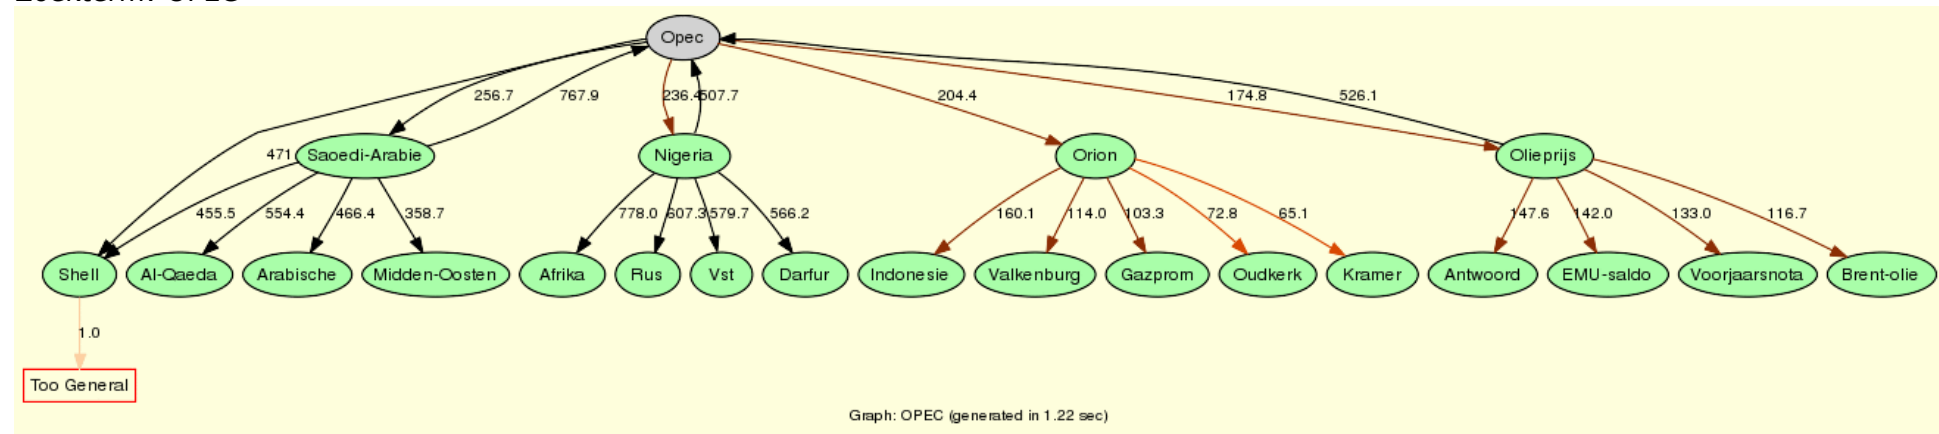 Opec
256.7 767.9 236.4 507.7 204.4 174.8 526.1
471 Saoedi-Arabie Nigeria Orion Olieprijs
455.5 554.4 466.4 358.7 778.0 607.3 579.7 566.2 160.1 114.0 103.3 72.8 65.1 147.6 142.0 133.0 116.7
Shell Al-Qaeda Arabische Midden-Oosten Afrika Rus Vst Darfur Indonesie Valkenburg Gazprom Oudkerk Kramer Antwoord EMU-saldo Voorjaarsnota Brent-olie
1.0
Too General
Graph: OPEC (generated in 1.22 sec)